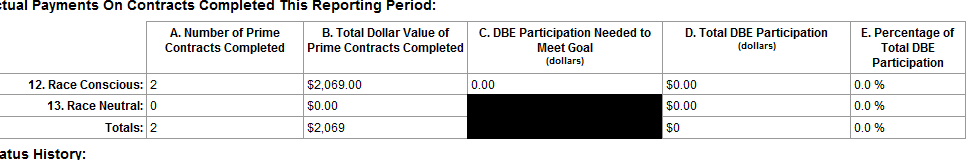 ctual Payments On Contracts Completed This Reporting Period:
A. Number of Prime Contracts Completed
B. Total Dollar Value of Prime Contracts Completed
C. DBE Participation Needed to Meet Goal (dollars)
D. Total DBE Participation (dollars)
E. Percentage of Total DBE Participation
12. Race Conscious: 2 $2,069.00 0.00 $0.00 0.0 %
13. Race Neutral: 0 $0.00 $0.00 0.0 %
Totals: 2 $2,069 $0 0.0 %
atus History: